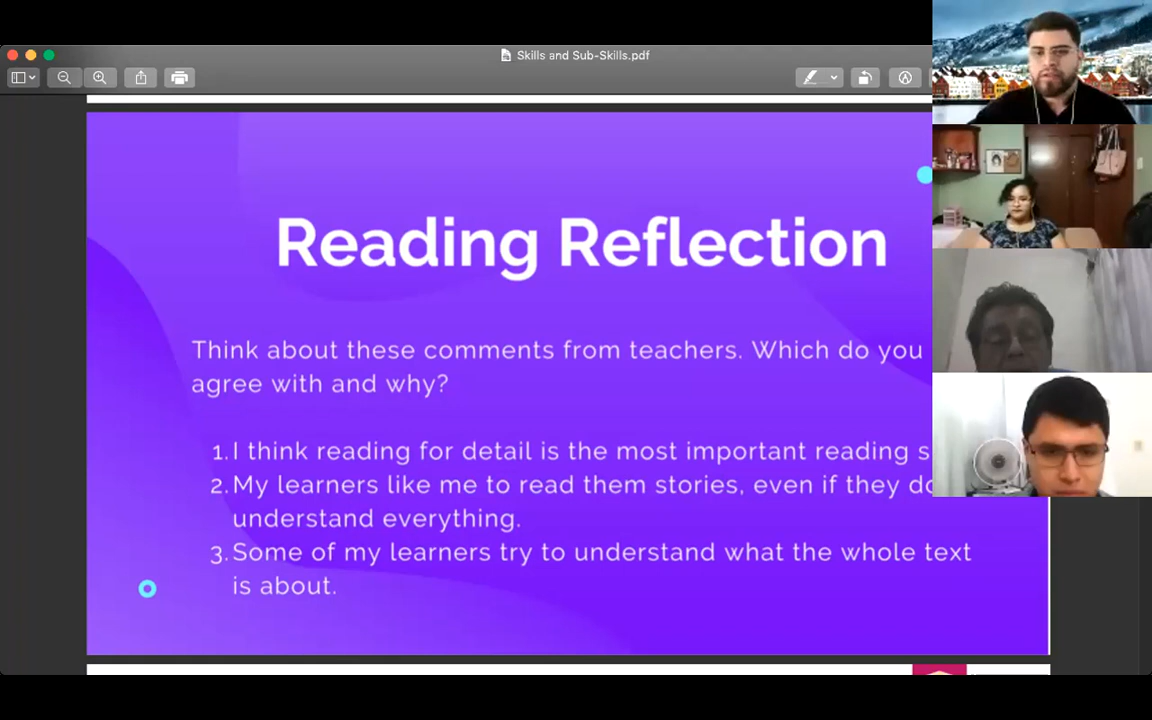 Skills and Sub-Skills.pdf
Reading Reflection
Think about these comments from teachers. Which do you
agree with and why?
1. I think reading for detail is the most important reading
2. My learners like me to read them stories, even if they
understand everything.
3. Some of my learners try to understand what the whole text
is about.